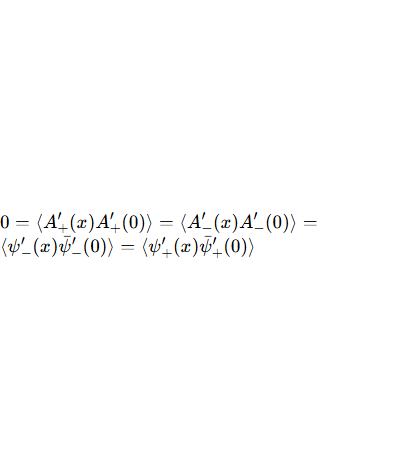 0 = ⟨A′₊(x)A′₊(0)⟩ = ⟨A′₋(x)A′₋(0)⟩ =
⟨ψ′₋(x)ψ̄′₋(0)⟩ = ⟨ψ′₊(x)ψ̄′₊(0)⟩